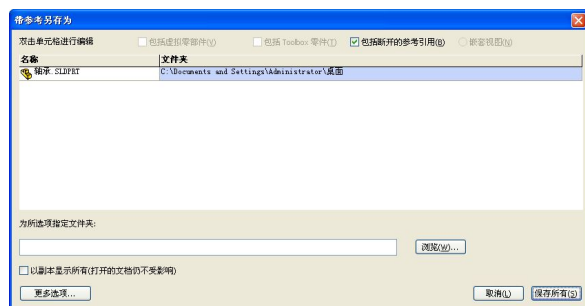 带参考另存为
双击单元格进行编辑 包括虚拟零部件(V) 包括 Toolbox 零件(T) 包括断开的参考引用(B) 嵌套视图(N)
名称 文件夹
轴承.SLDPRT C:\Documents and Settings\Administrator\桌面
为所选项指定文件夹:
浏览(W)...
以副本显示所有(打开的文档仍不受影响)
更多选项... 取消(L) 保存所有(S)